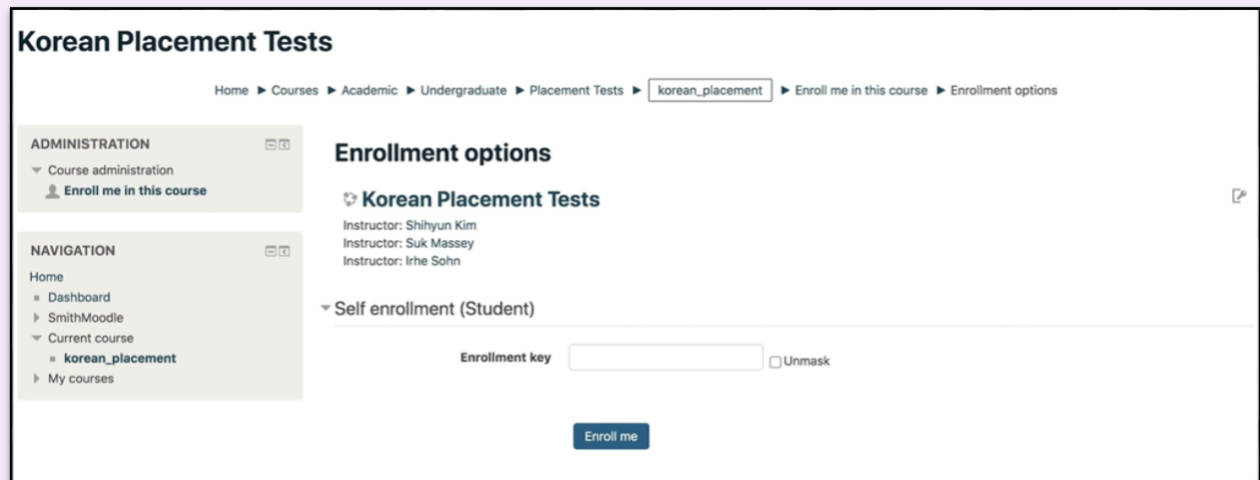 Korean Placement Tests
Home ▶ Courses ▶ Academic ▶ Undergraduate ▶ Placement Tests ▶ korean_placement ▶ Enroll me in this course ▶ Enrollment options
ADMINISTRATION
Course administration
Enroll me in this course
NAVIGATION
Home
Dashboard
SmithMoodle
Current course
korean_placement
My courses
Enrollment options
Korean Placement Tests
Instructor: Shihyun Kim
Instructor: Suk Massey
Instructor: Irhe Sohn
Self enrollment (Student)
Enrollment key
Unmask
Enroll me